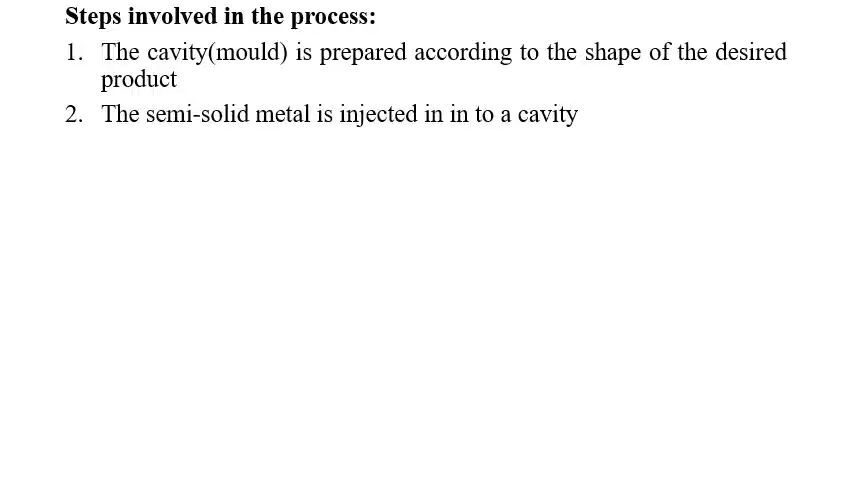 Steps involved in the process:
1. The cavity(mould) is prepared according to the shape of the desired
product
2. The semi-solid metal is injected in in to a cavity